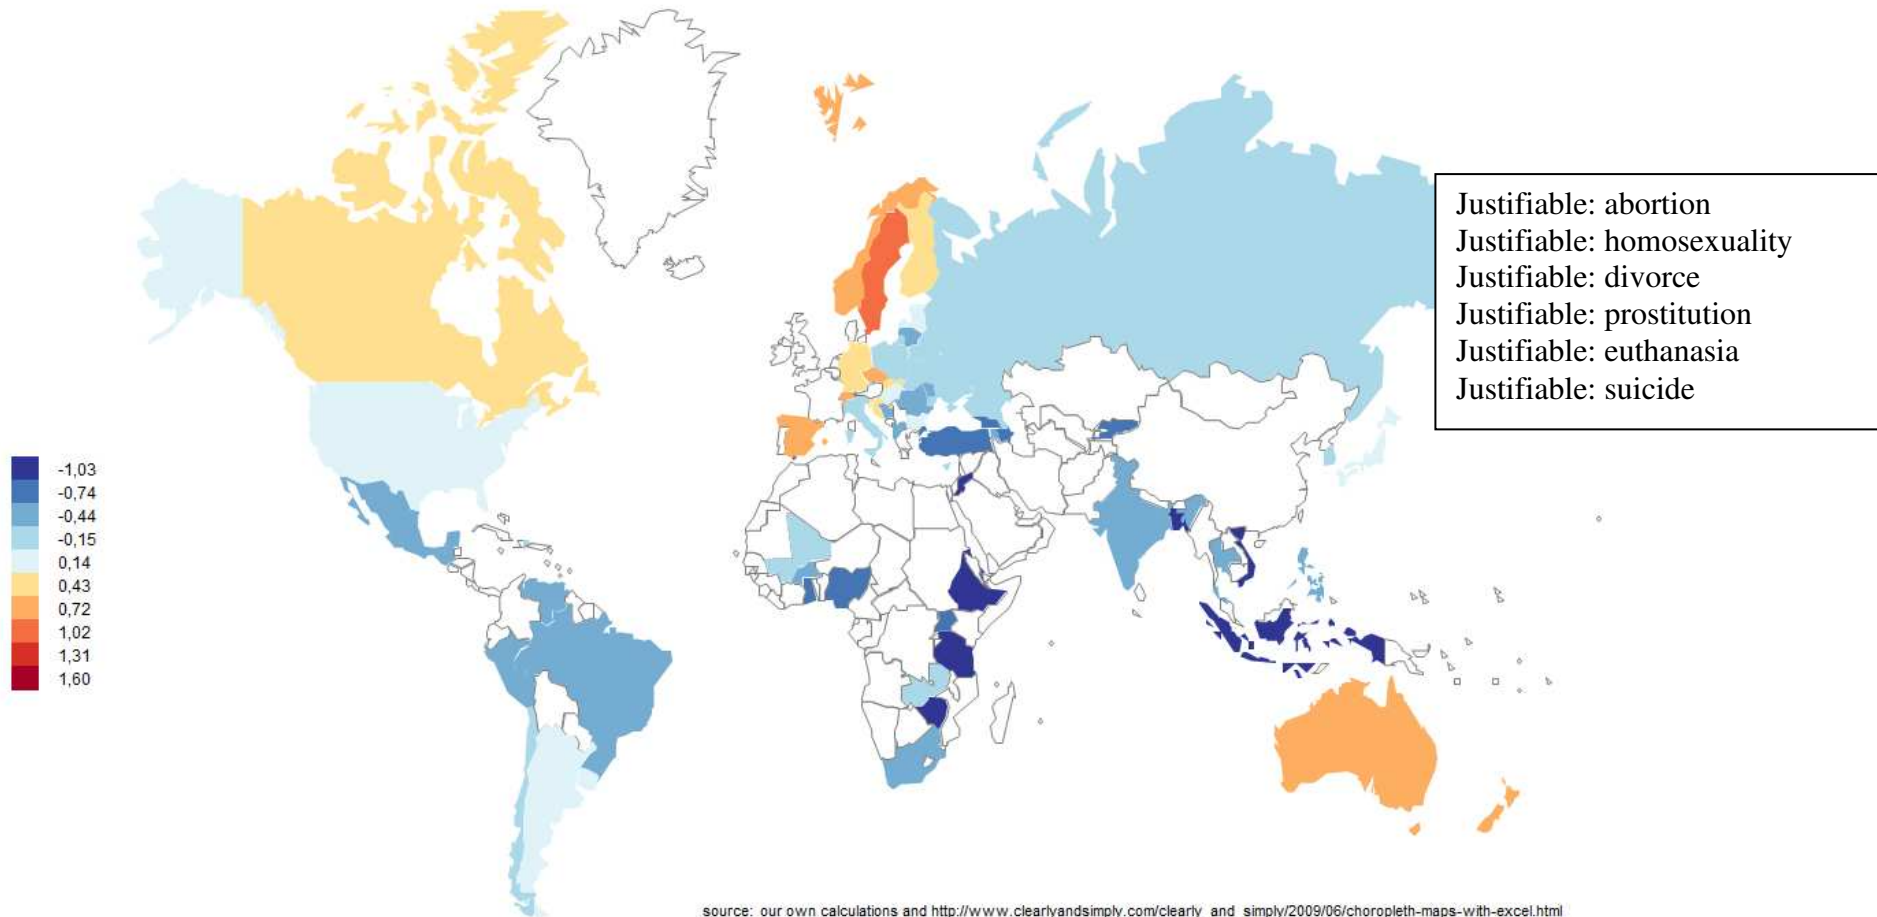 Justifiable: abortion
Justifiable: homosexuality
Justifiable: divorce
Justifiable: prostitution
Justifiable: euthanasia
Justifiable: suicide
-1,03
-0,74
-0,44
-0,15
0,14
0,43
0,72
1,02
1,31
1,60
source: our own calculations and http://www.clearlyandsimply.com/clearly_and_simply/2009/06/choropleth-maps-with-excel.html